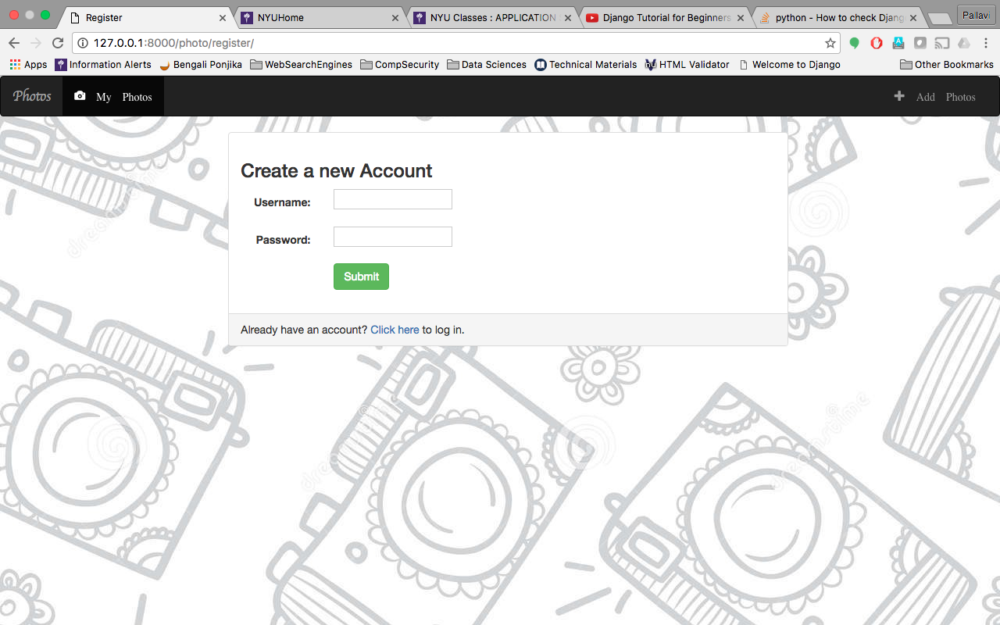 Register
NYUHome
NYU Classes : APPLICATION
Django Tutorial for Beginners
python - How to check Djang
Pallavi
127.0.0.1:8000/photo/register/
Apps
Information Alerts
Bengali Ponjika
WebSearchEngines
CompSecurity
Data Sciences
Technical Materials
HTML Validator
Welcome to Django
Other Bookmarks
Photos
My Photos
Add Photos
Create a new Account
Username:
Password:
Submit
Already have an account? Click here to log in.
dreamstime
dreamstime
dreamstime